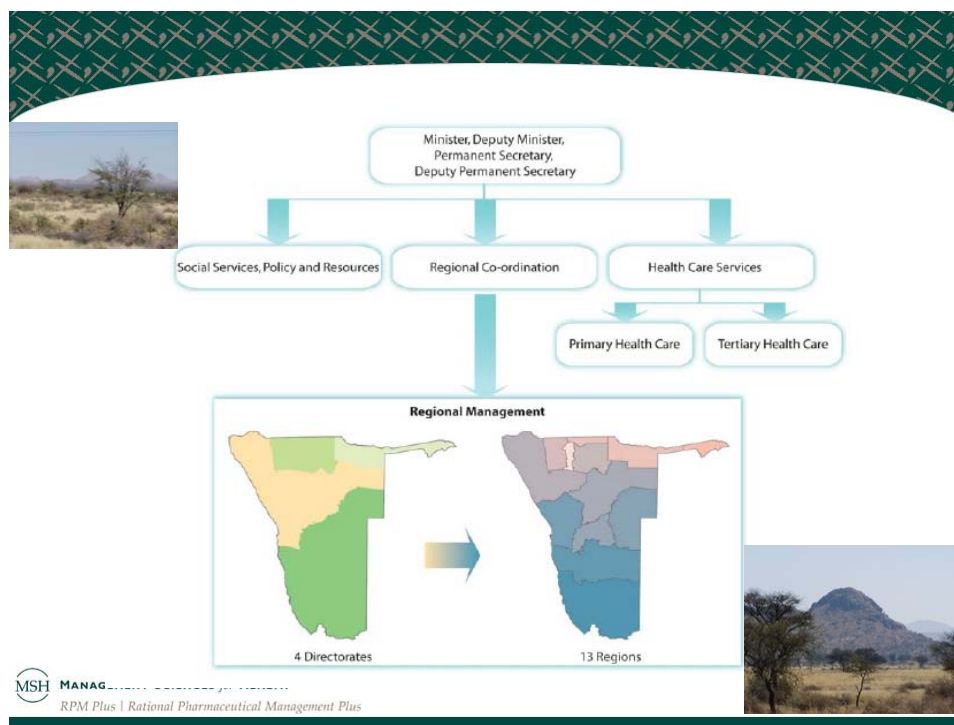 Minister, Deputy Minister,
Permanent Secretary,
Deputy Permanent Secretary
Social Services, Policy and Resources
Regional Co-ordination
Health Care Services
Primary Health Care
Tertiary Health Care
Regional Management
4 Directorates
13 Regions
MSH
RPM Plus | Rational Pharmaceutical Management Plus